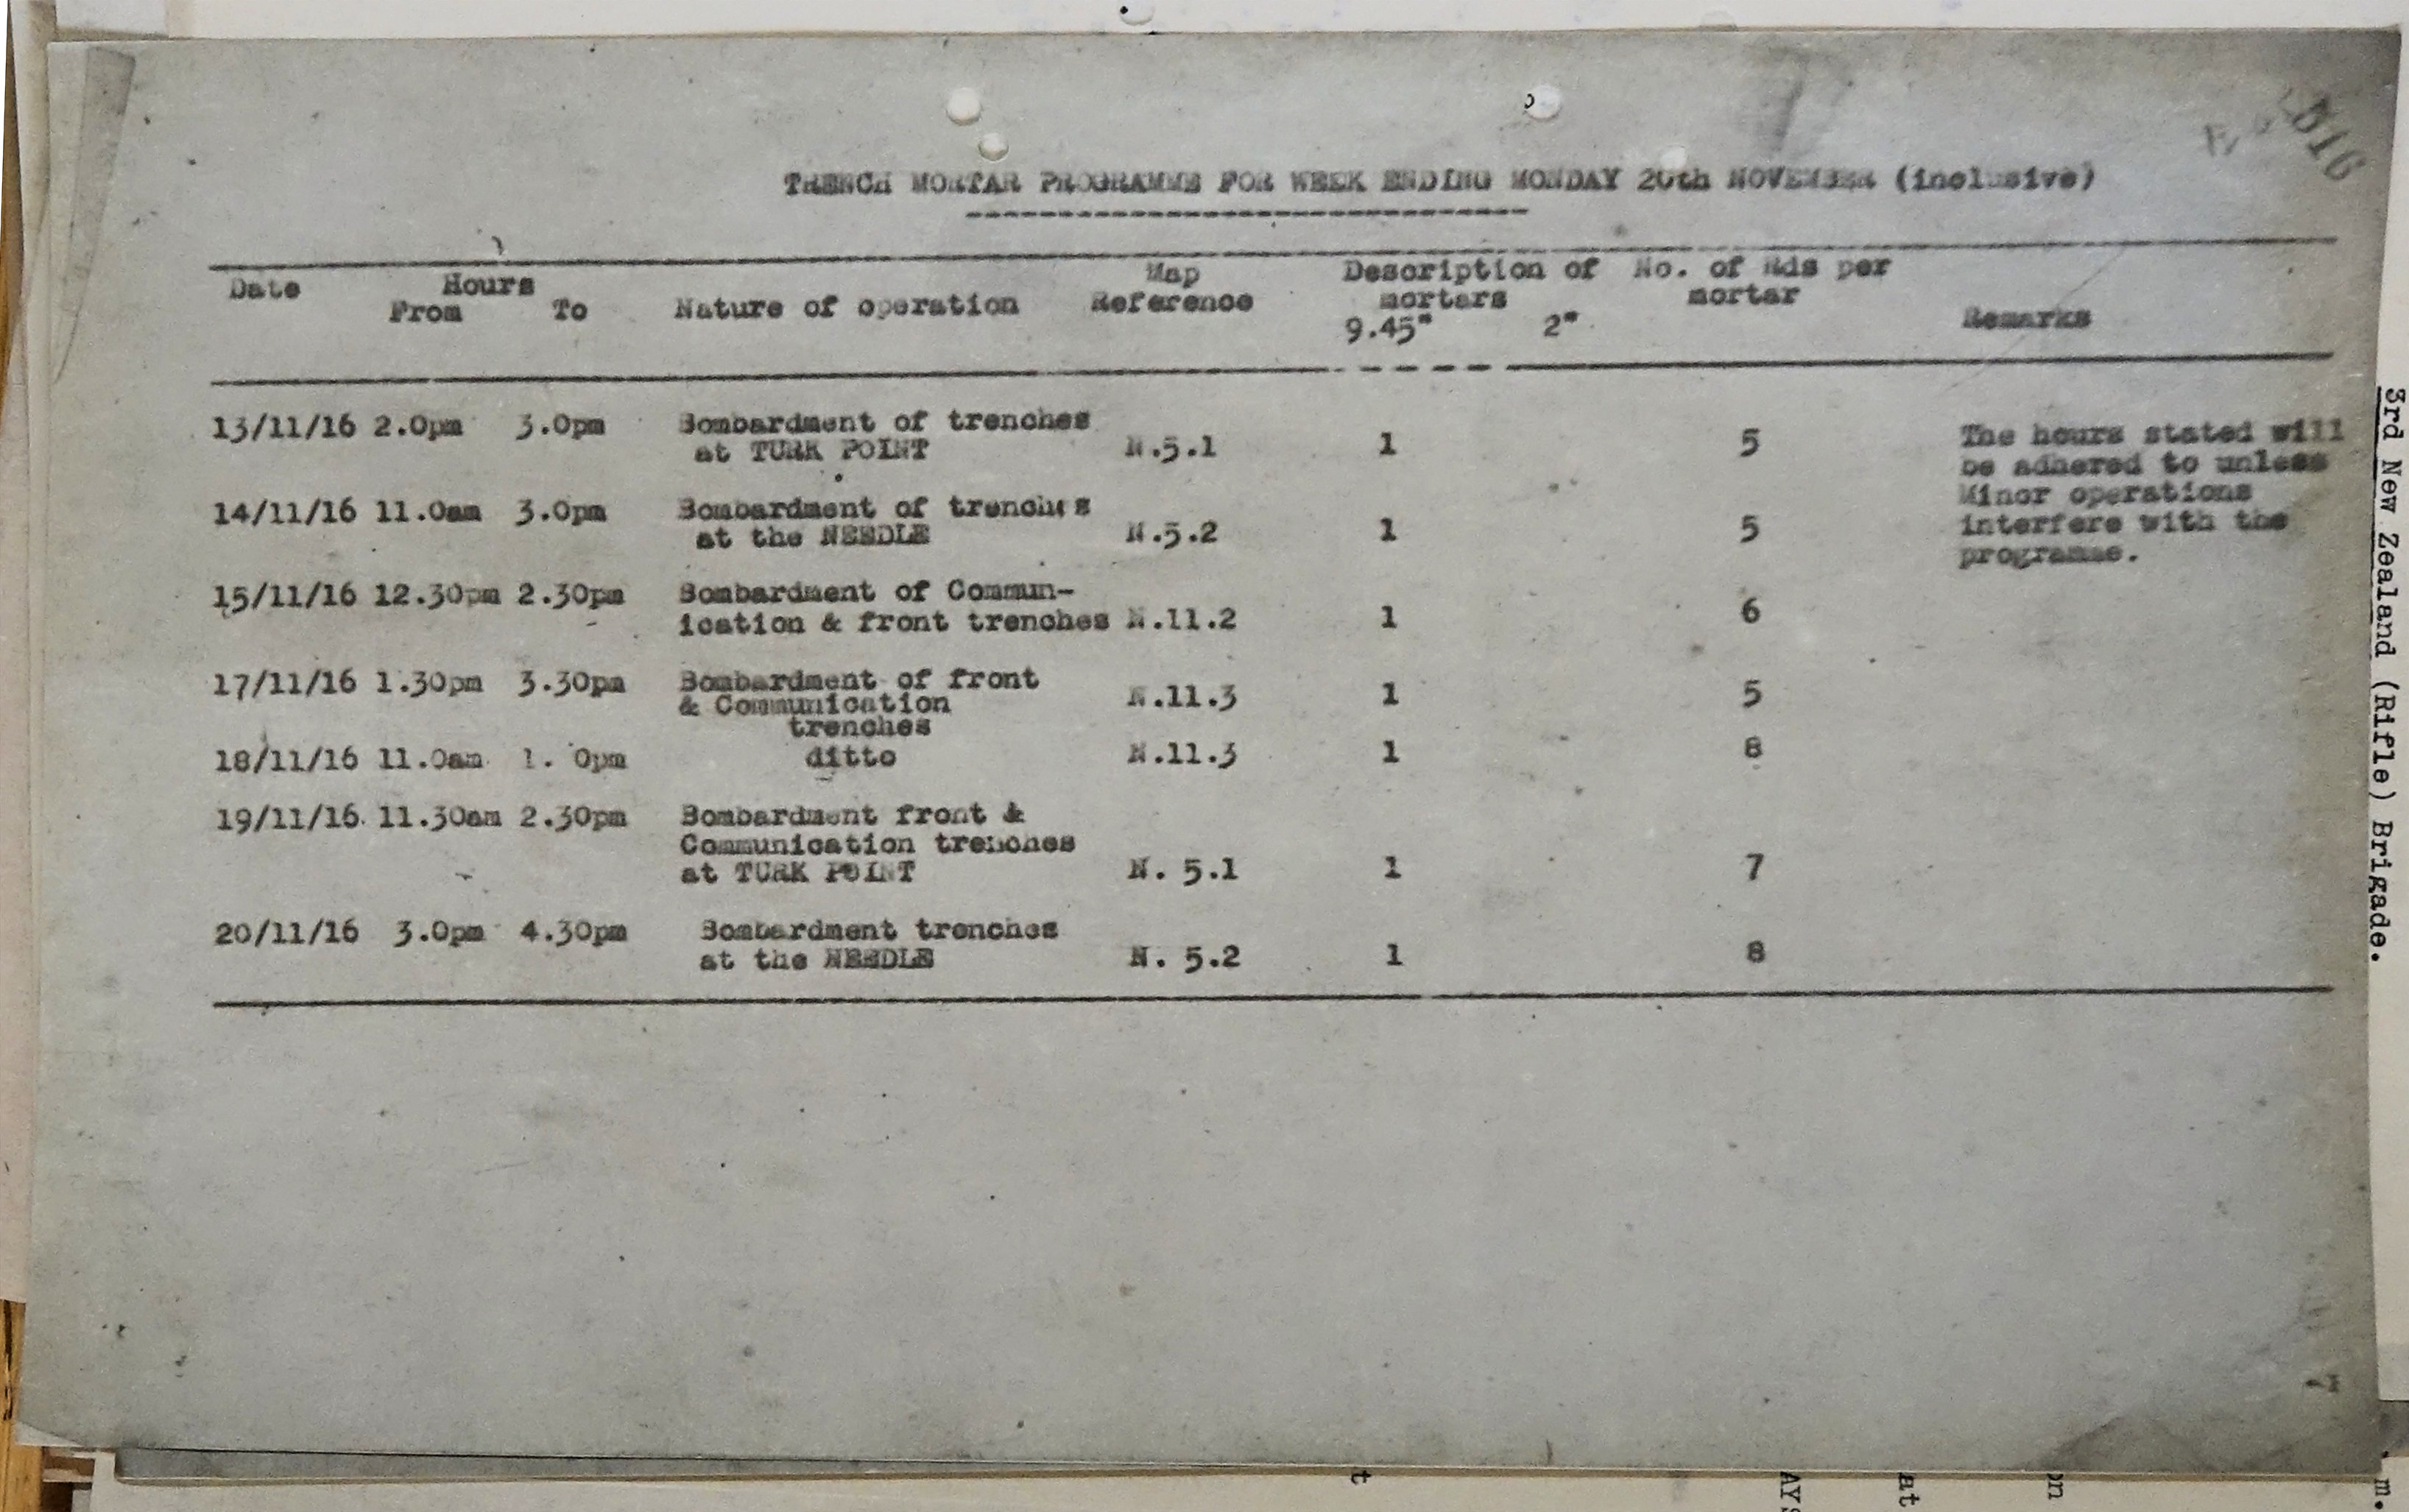 TRENCH MORTAR PROGRAMME FOR WEEK ENDING MONDAY 20th NOVEMBER (inclusive)
Date Hours Map Description of No. of Rds per
From To Nature of operation Reference mortars mortar Remarks
9.45" 2"
13/11/16 2.0pm 3.0pm Bombardment of trenches
at TURK POINT N.5.1 1 5 The hours stated will
be adhered to unless
14/11/16 11.0am 3.0pm Bombardment of trenches Minor operations
at the NEEDLE N.5.2 1 5 interfere with the
programme.
15/11/16 12.30pm 2.30pm Bombardment of Commun-
ication & front trenches N.11.2 1 6
17/11/16 1.30pm 3.30pm Bombardment of front
& Communication N.11.3 1 5
trenches
18/11/16 11.0am 1. 0pm ditto N.11.3 1 8
19/11/16 11.30am 2.30pm Bombardment front &
Communication trenches
at TURK POINT N. 5.1 1 7
20/11/16 3.0pm 4.30pm Bombardment trenches
at the NEEDLE N. 5.2 1 8
3rd New Zealand (Rifle) Brigade.
7
t
AYS
at
on
m.